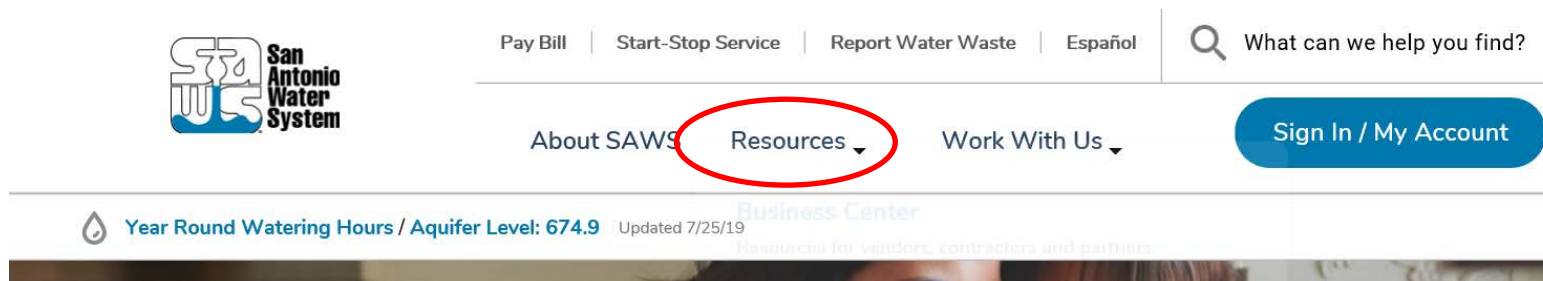 San
Antonio
Water
System
Pay Bill | Start-Stop Service | Report Water Waste | Español
What can we help you find?
About SAWS Resources Work With Us
Sign In / My Account
Year Round Watering Hours / Aquifer Level: 674.9 Updated 7/25/19
Business Center
Resources for vendors, contractors and partners.